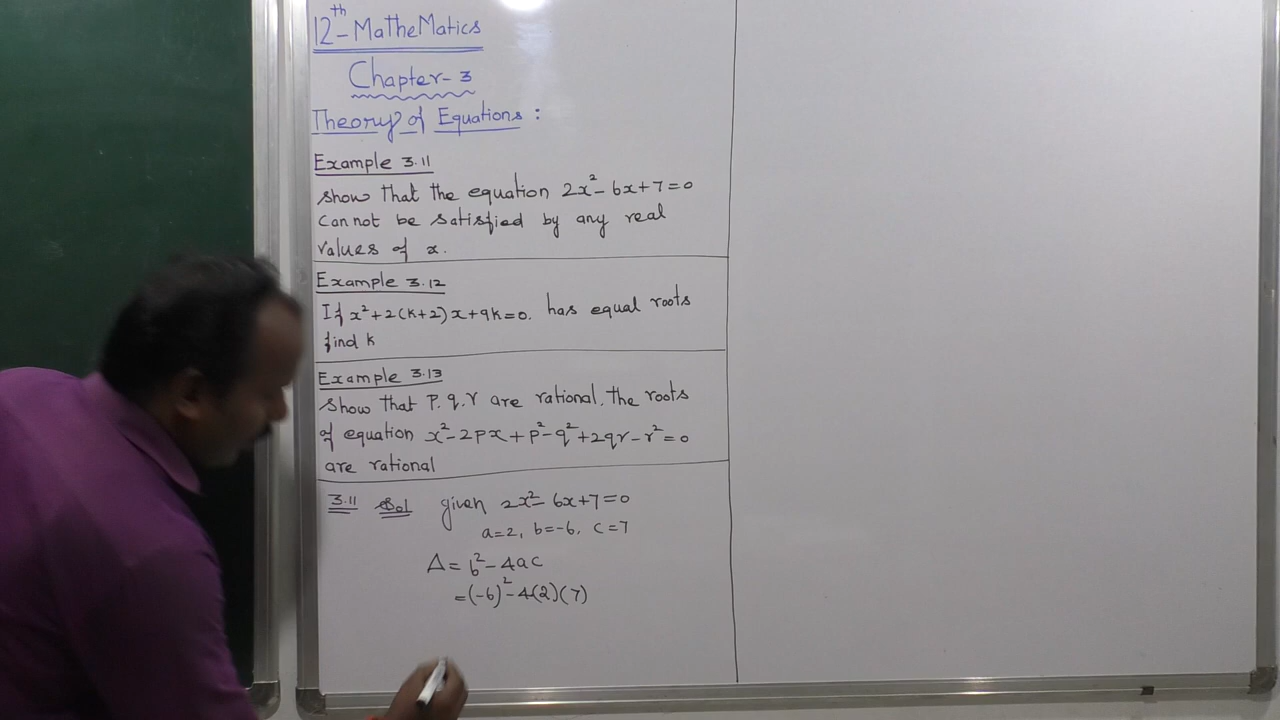 12th - Mathematics
Chapter - 3
Theory of Equations :
Example 3.11
Show that the equation 2x² - 6x + 7 = 0
Cannot be satisfied by any real
values of x.
Example 3.12
If x² + 2(k+2)x + 9k = 0. has equal roots
find k
Example 3.13
Show that P. q. r are rational, the roots
of equation x² - 2px + p² - q² + 2qr - r² = 0
are rational
3.11 Sol given 2x² - 6x + 7 = 0
a = 2, b = -6, c = 7
Δ = b² - 4ac
= (-6)² - 4(2)(7)